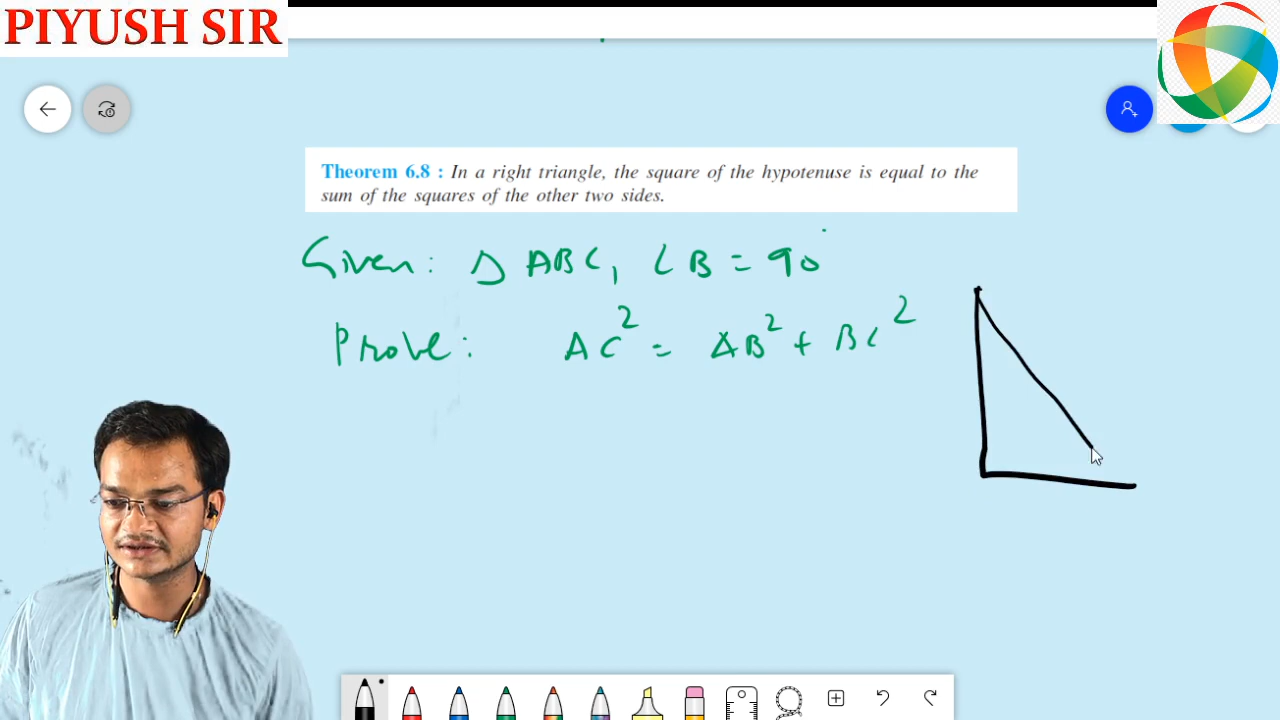 PIYUSH SIR
Theorem 6.8 : In a right triangle, the square of the hypotenuse is equal to the
sum of the squares of the other two sides.
Given: △ ABC, ∠B = 90°
Prove: AC² = AB² + BC²